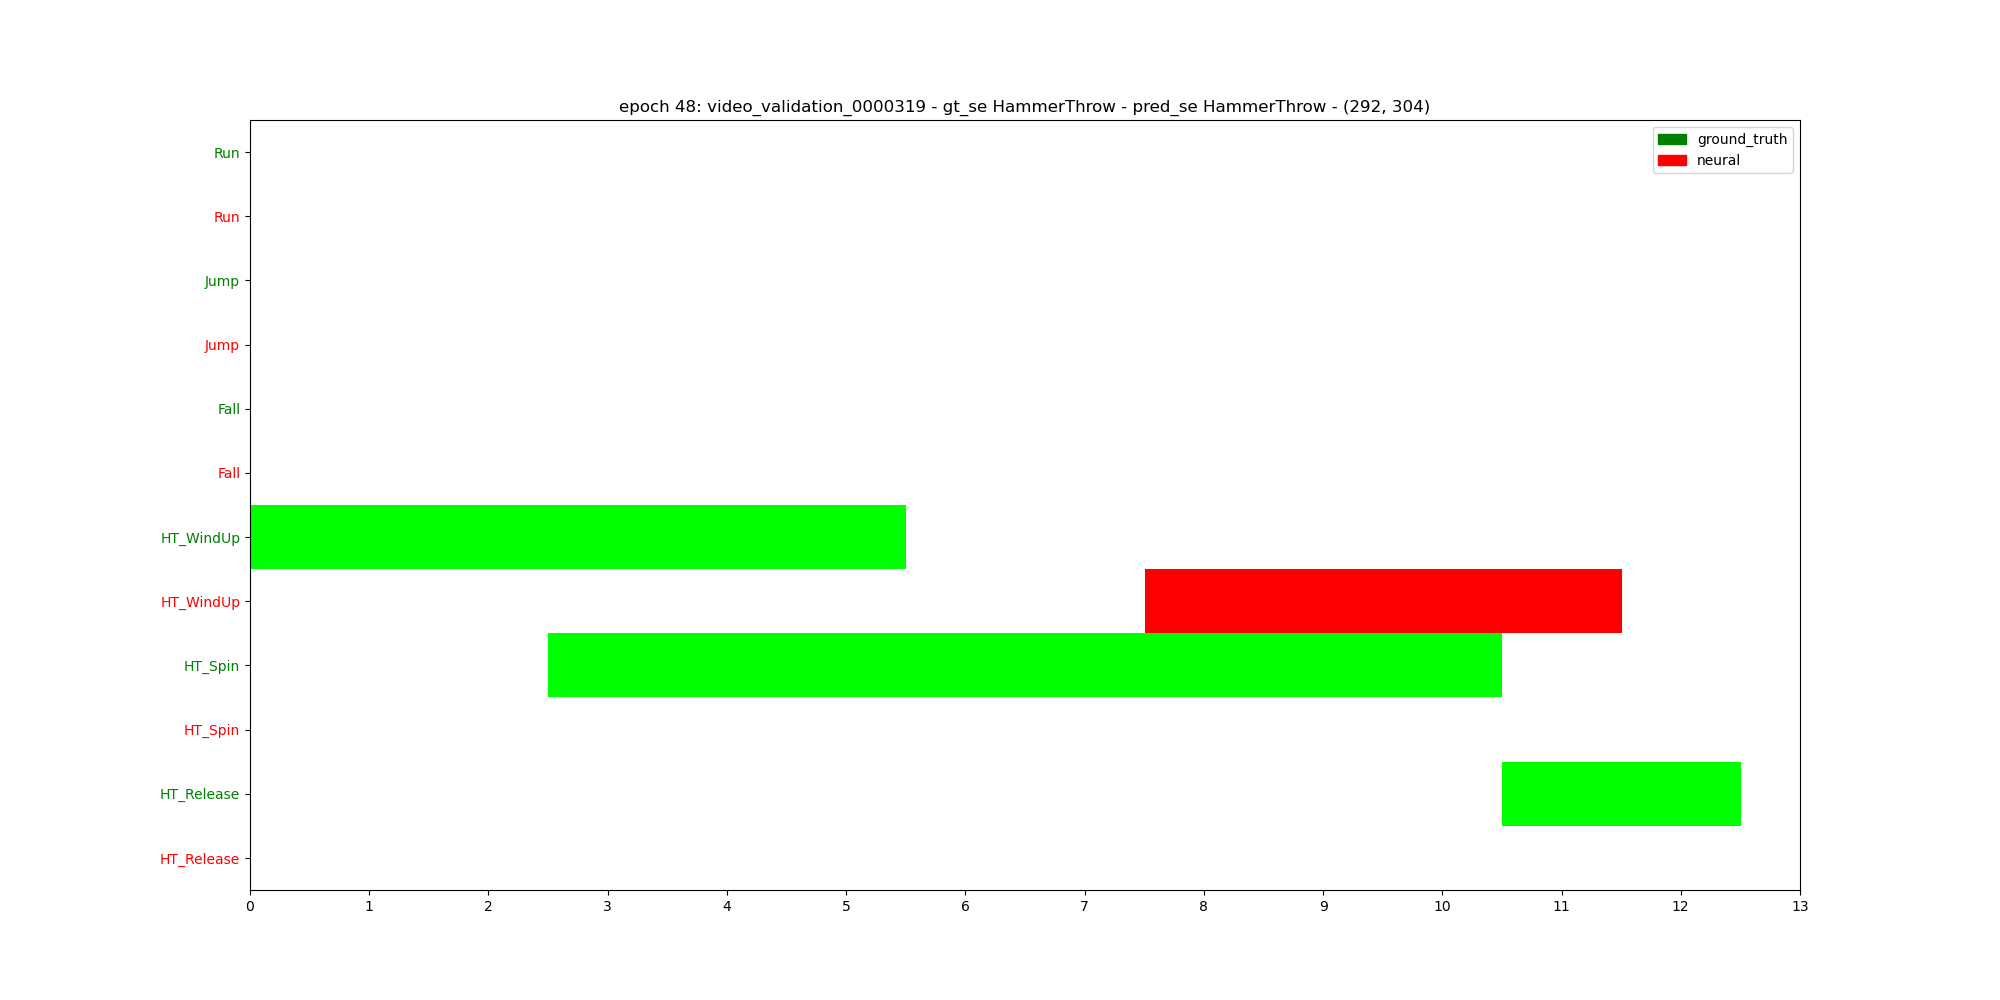 epoch 48: video_validation_0000319 - gt_se HammerThrow - pred_se HammerThrow - (292, 304)
ground_truth
neural
Run
Run
Jump
Jump
Fall
Fall
HT_WindUp
HT_WindUp
HT_Spin
HT_Spin
HT_Release
HT_Release
0 1 2 3 4 5 6 7 8 9 10 11 12 13